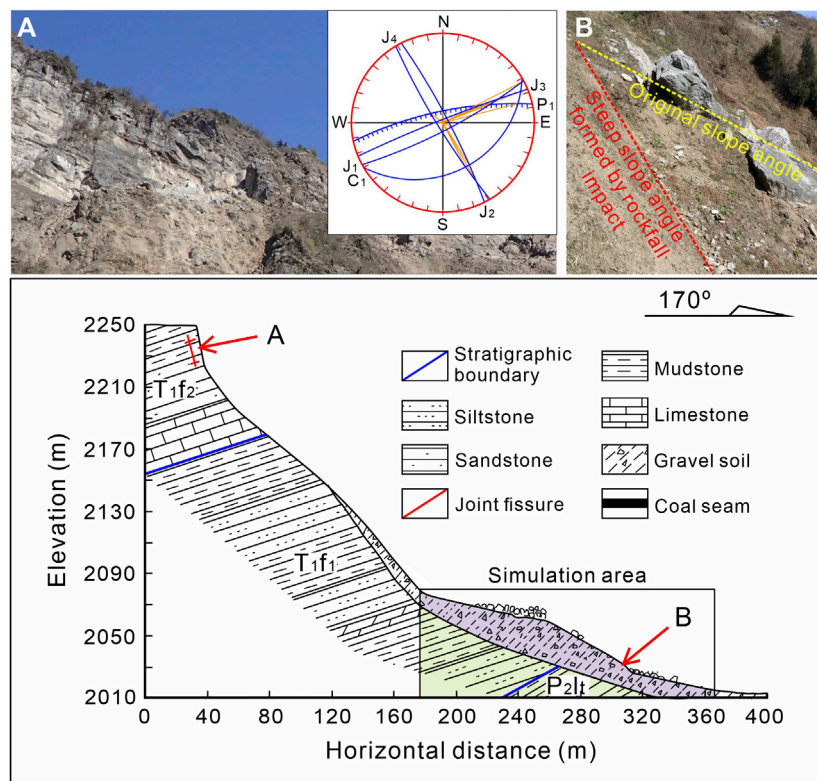 A
N
J4
J3
P1
W
E
J1
C1
J2
S
B
Original slope angle
Steep slope angle
formed by rockfall
impact
170°
2250
2210
2170
2130
2090
2050
2010
Elevation (m)
A
T1f2
T1f1
Stratigraphic
boundary
Mudstone
Siltstone
Limestone
Sandstone
Gravel soil
Joint fissure
Coal seam
Simulation area
B
P2lt
0
40
80
120
160
200
240
280
320
360
400
Horizontal distance (m)